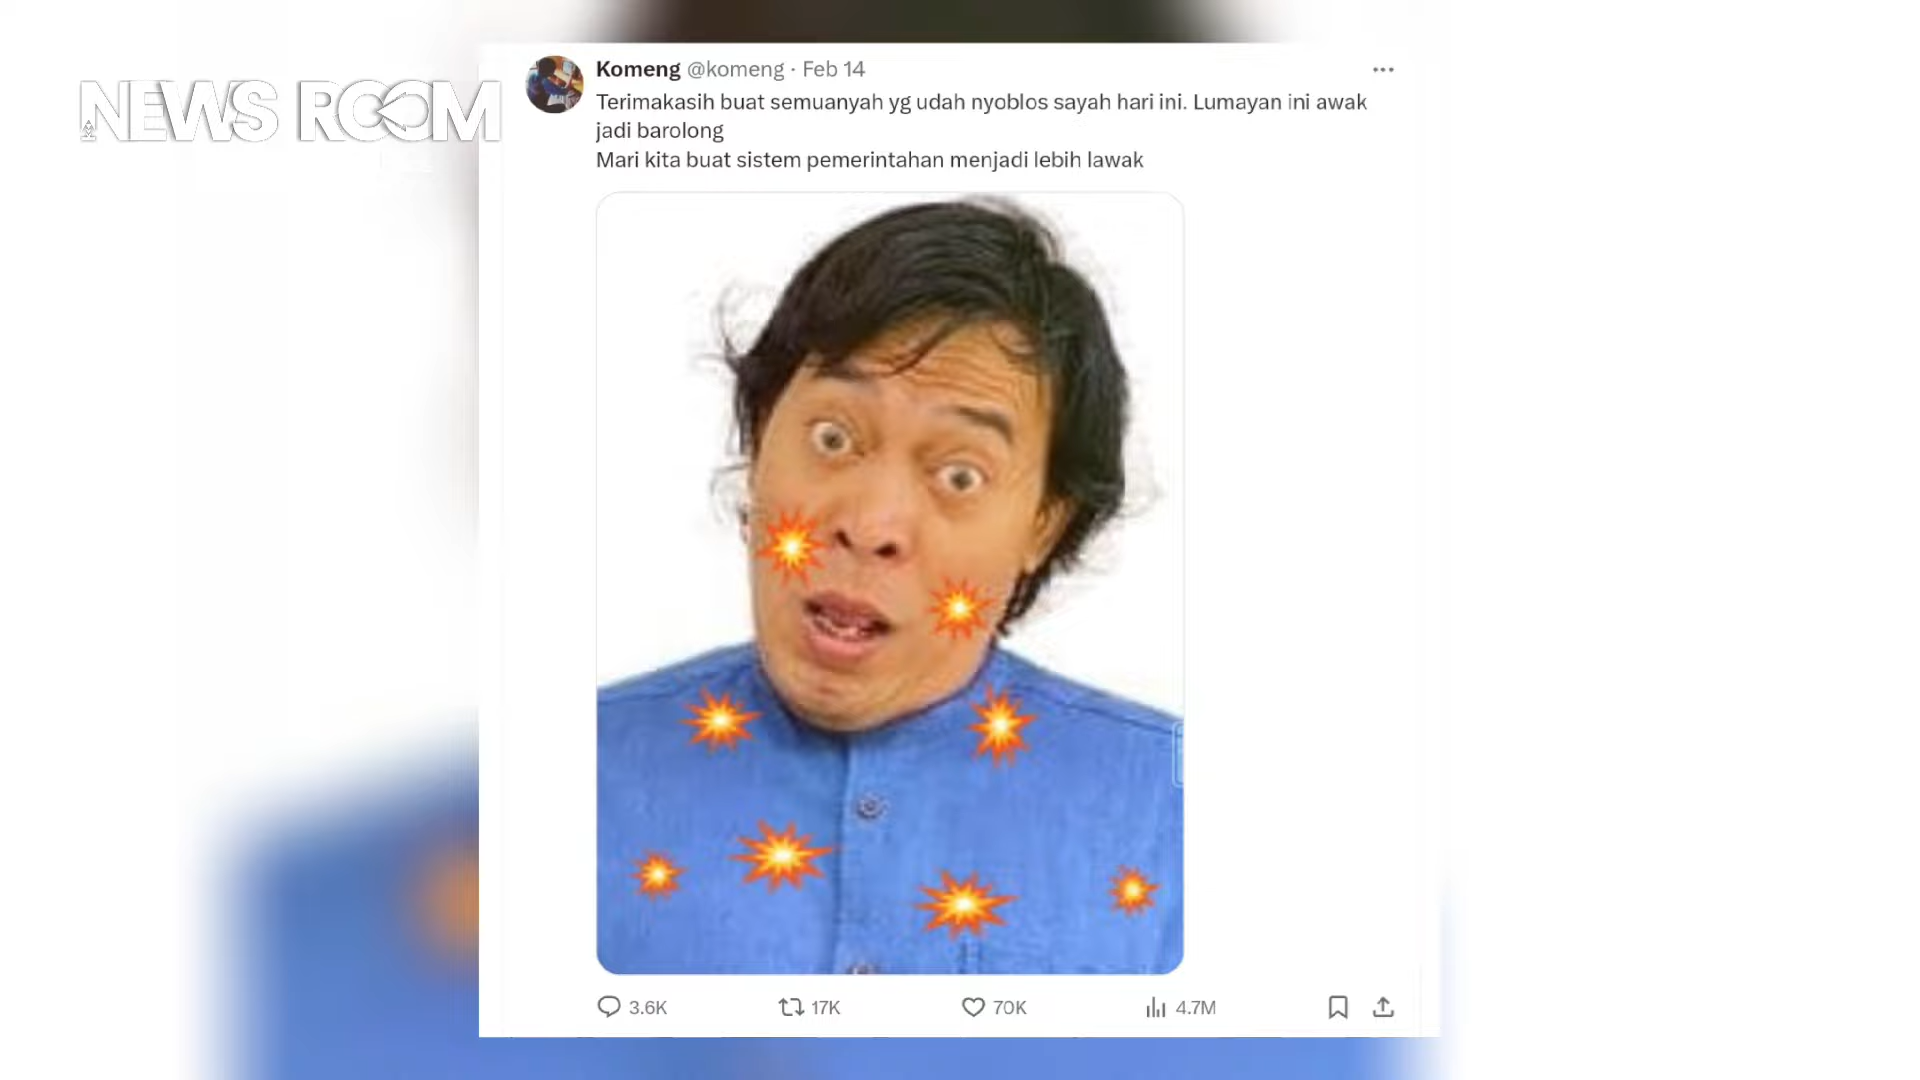 NEWS ROOM
Komeng @komeng · Feb 14
Terimakasih buat semuanyah yg udah nyoblos sayah hari ini. Lumayan ini awak
jadi barolong
Mari kita buat sistem pemerintahan menjadi lebih lawak
3.6K 17K 70K 4.7M